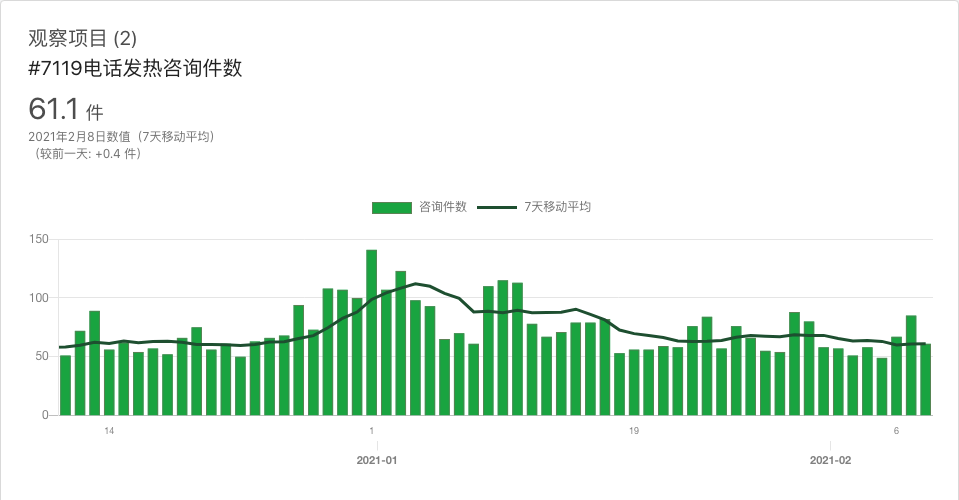 观察项目 (2)
#7119电话发热咨询件数
61.1 件
2021年2月8日数值（7天移动平均）
（较前一天: +0.4 件）
咨询件数 7天移动平均
150
100
50
0
14 1 19 6
2021-01 2021-02